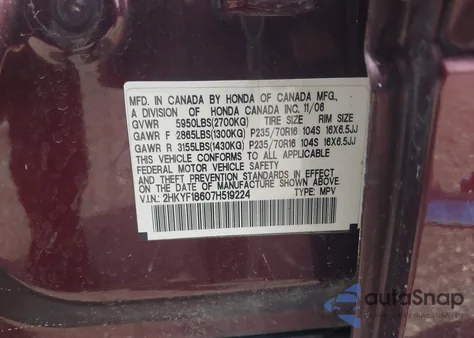 MFD. IN CANADA BY HONDA OF CANADA MFG.,
A DIVISION OF HONDA CANADA INC. 11/06
GVWR 5950LBS(2700KG) TIRE SIZE RIM SIZE
GAWR F 2865LBS(1300KG) P235/70R16 104S 16X6.5JJ
GAWR R 3155LBS(1430KG) P235/70R16 104S 16X6.5JJ
THIS VEHICLE CONFORMS TO ALL APPLICABLE
FEDERAL MOTOR VEHICLE SAFETY
AND THEFT PREVENTION STANDARDS IN EFFECT
ON THE DATE OF MANUFACTURE SHOWN ABOVE.
V.I.N.: 2HKYF18607H519224 TYPE: MPV
autoSnap